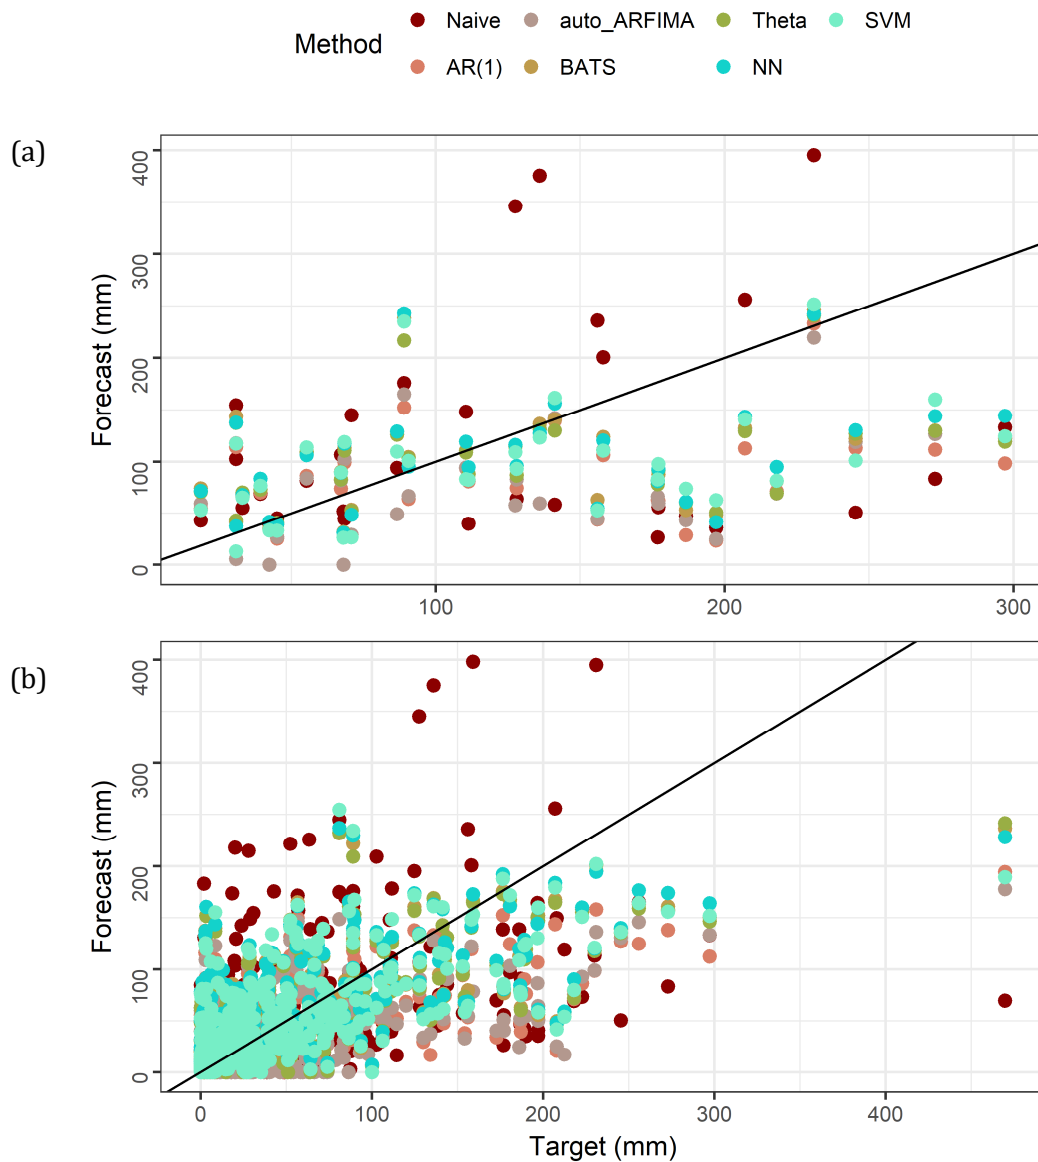 Method
Naive auto_ARFIMA Theta SVM
AR(1) BATS NN
(a)
Forecast (mm)
400
300
200
100
0
100 200 300
(b)
Forecast (mm)
400
300
200
100
0
0 100 200 300 400
Target (mm)